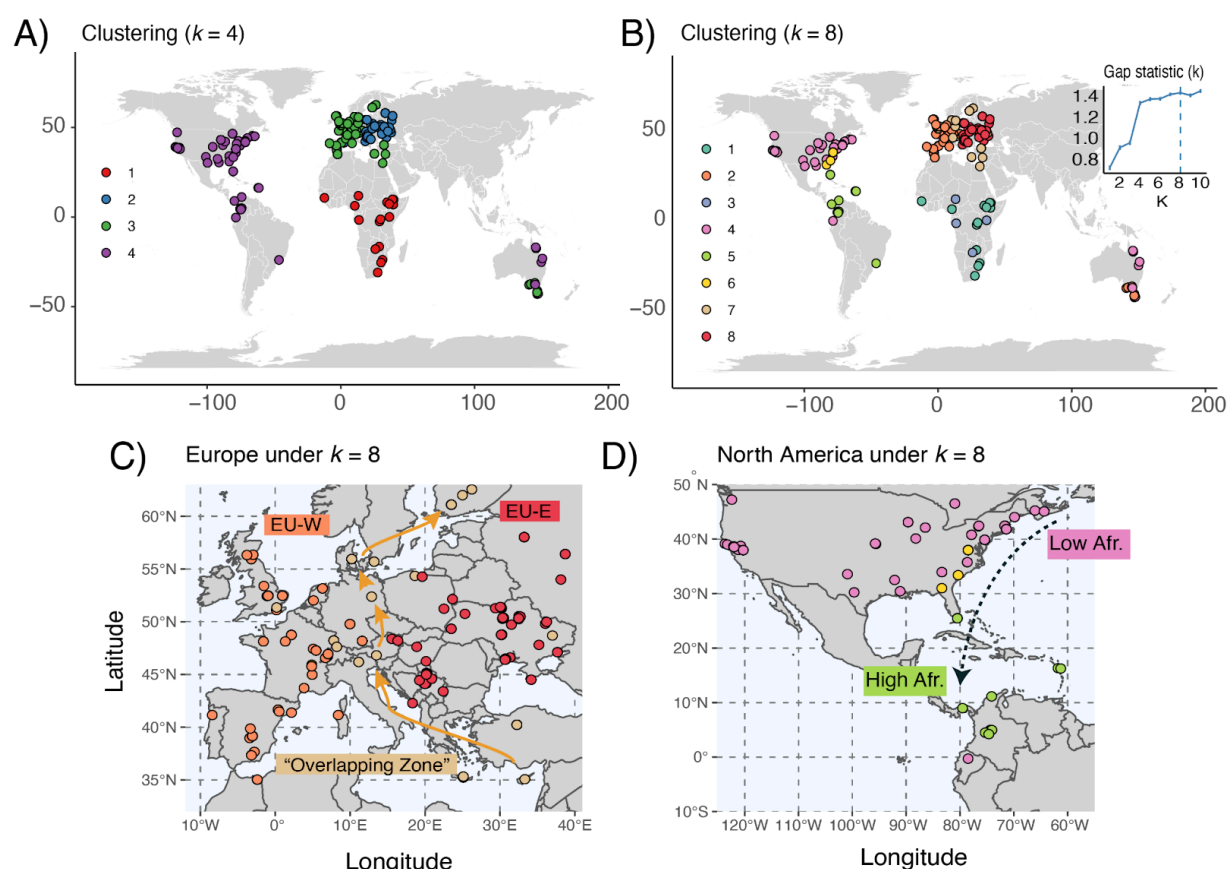 A) Clustering (k = 4)
50
0
−50
1
2
3
4
−100 0 100 200
B) Clustering (k = 8)
50
0
−50
1
2
3
4
5
6
7
8
Gap statistic (k)
1.4
1.2
1.0
0.8
2 4 6 8 10
K
−100 0 100 200
C) Europe under k = 8
60°N
55°N
50°N
45°N
40°N
35°N
Latitude
EU-W
EU-E
“Overlapping Zone”
10°W 0° 10°E 20°E 30°E 40°E
Longitude
D) North America under k = 8
50°N
40°N
30°N
20°N
10°N
0°
10°S
Low Afr.
High Afr.
120°W 110°W 100°W 90°W 80°W 70°W 60°W
Longitude